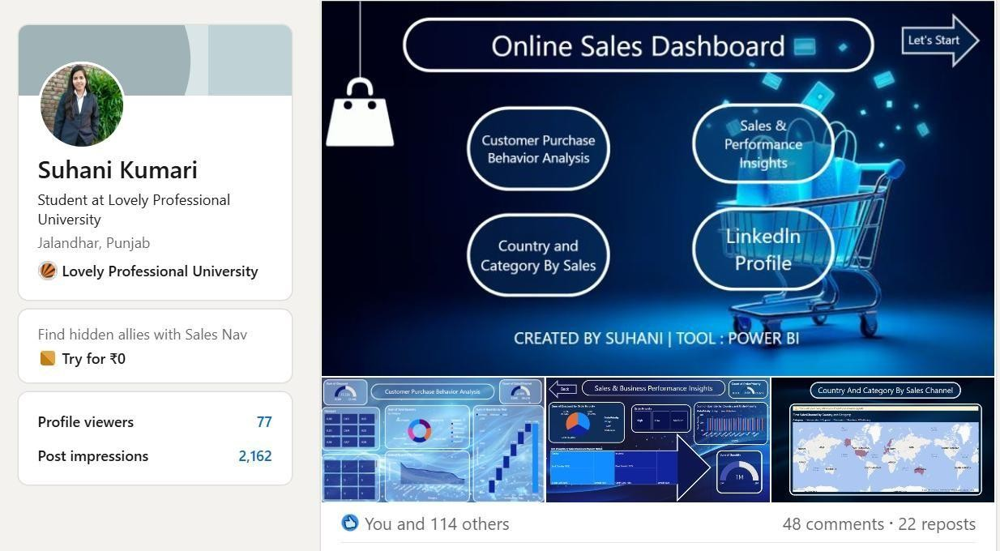 Suhani Kumari
Student at Lovely Professional
University
Jalandhar, Punjab
Lovely Professional University
Find hidden allies with Sales Nav
Try for ₹0
Profile viewers 77
Post impressions 2,162
Online Sales Dashboard
Let's Start
Customer Purchase
Behavior Analysis
Sales &
Performance
Insights
Country and
Category By Sales
LinkedIn
Profile
CREATED BY SUHANI | TOOL : POWER BI
Customer Purchase Behavior Analysis
Back
Sales & Business Performance Insights
High
Low
Medium
1M
Country And Category By Sales Channel
You and 114 others
48 comments · 22 reposts